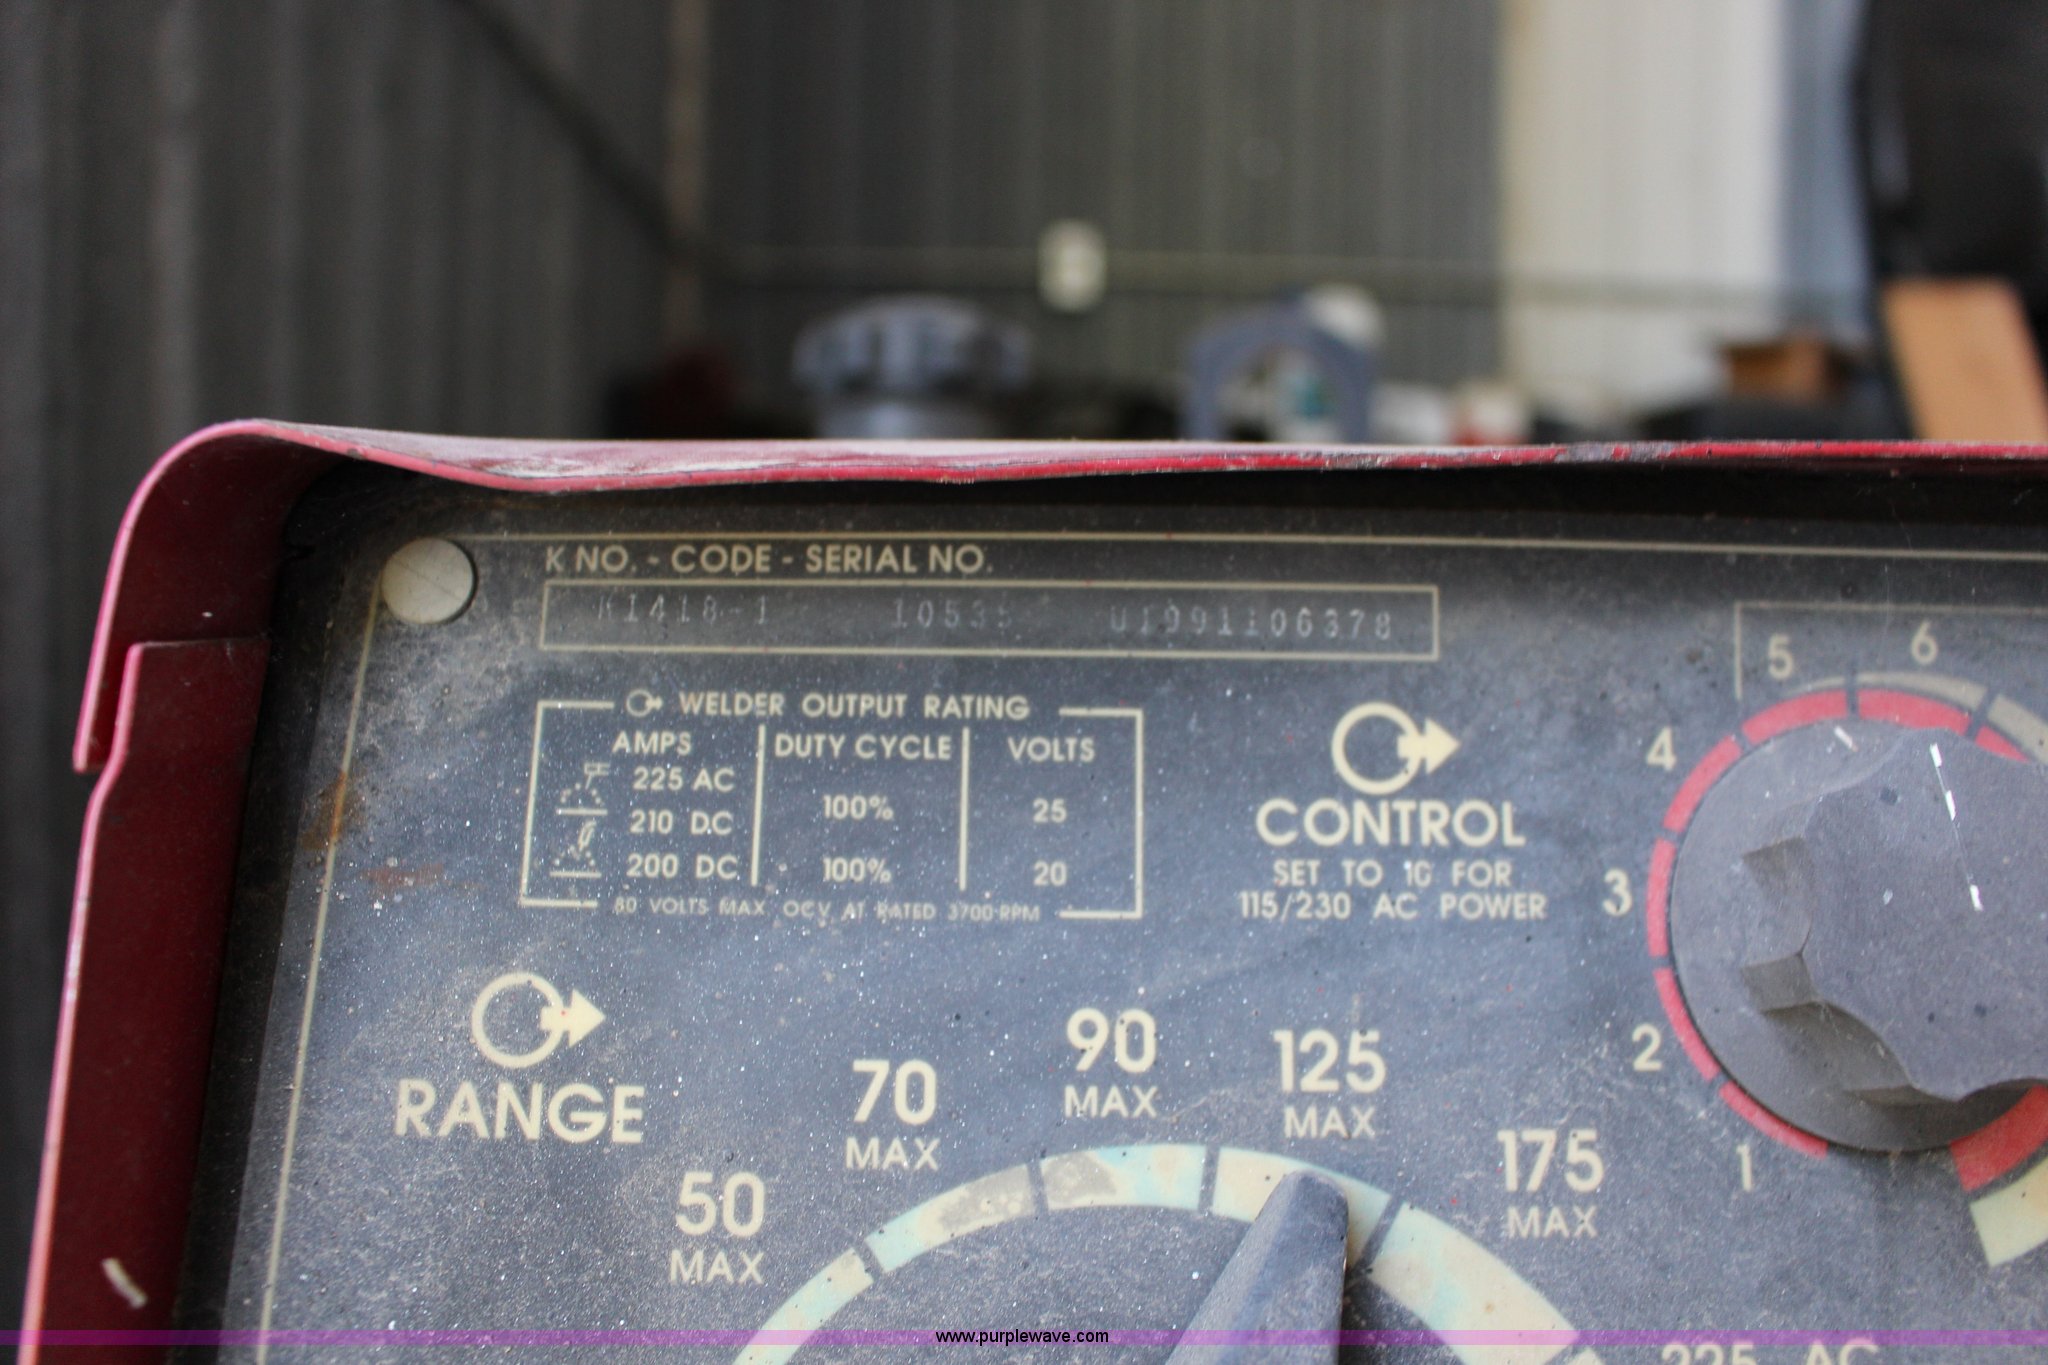 K NO. - CODE - SERIAL NO.
K1418-1 10535 U1991106378
WELDER OUTPUT RATING
AMPS DUTY CYCLE VOLTS
225 AC
210 DC 100% 25
200 DC 100% 20
80 VOLTS MAX OCV AT RATED 3700 RPM
CONTROL
SET TO 10 FOR
115/230 AC POWER
6
5
4
3
2
1
RANGE
50
MAX
70
MAX
90
MAX
125
MAX
175
MAX
225 AC
www.purplewave.com